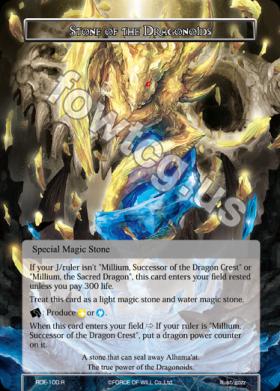 Stone of the Dragonoids
fowtcg.us
Special Magic Stone
If your J/ruler isn't "Millium, Successor of the Dragon Crest" or
"Millium, the Sacred Dragon", this card enters your field rested
unless you pay 300 life.
Treat this card as a light magic stone and water magic stone.
: Produce or .
When this card enters your field ⇨ If your J/ruler is "Millium,
Successor of the Dragon Crest", put a dragon power counter
on it.
A stone that can seal away Alhuma'at.
The true power of the Dragonoids.
RDE-100 R
©FORCE OF WILL Co.,Ltd.